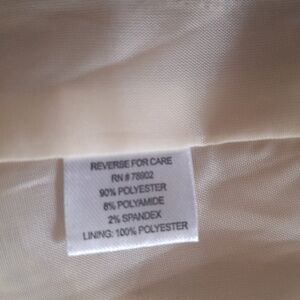 REVERSE FOR CARE
RN # 78902
90% POLYESTER
8% POLYAMIDE
2% SPANDEX
LINING: 100% POLYESTER